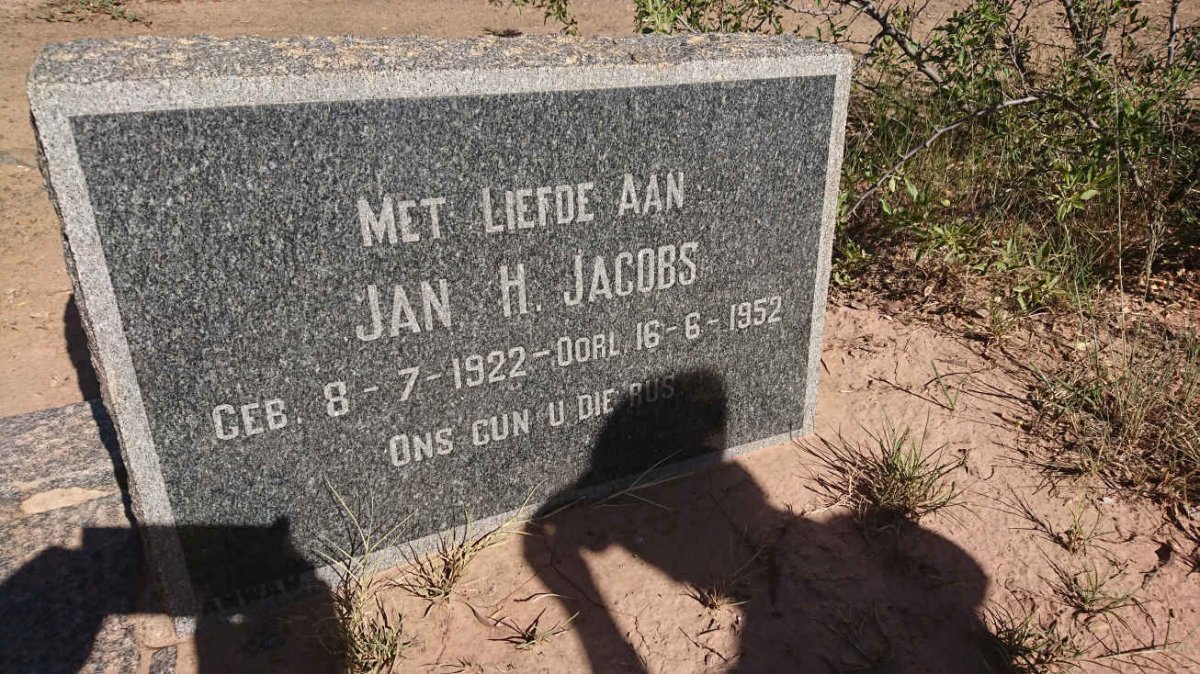 MET LIEFDE AAN
JAN H. JACOBS
GEB. 8-7-1922-OORL. 16-6-1952
ONS GUN U DIE RUS